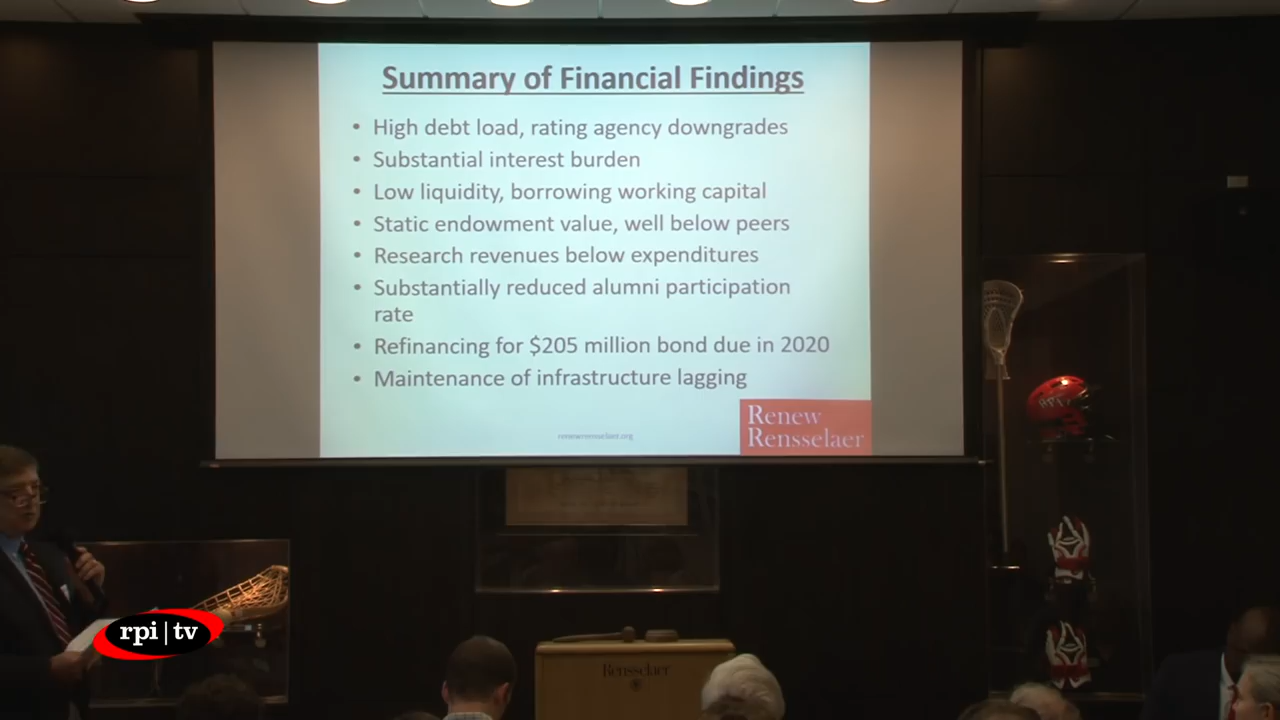 Summary of Financial Findings
• High debt load, rating agency downgrades
• Substantial interest burden
• Low liquidity, borrowing working capital
• Static endowment value, well below peers
• Research revenues below expenditures
• Substantially reduced alumni participation
rate
• Refinancing for $205 million bond due in 2020
• Maintenance of infrastructure lagging
renewrensselaer.org
Renew
Rensselaer
RPI
rpi|tv
Rensselaer